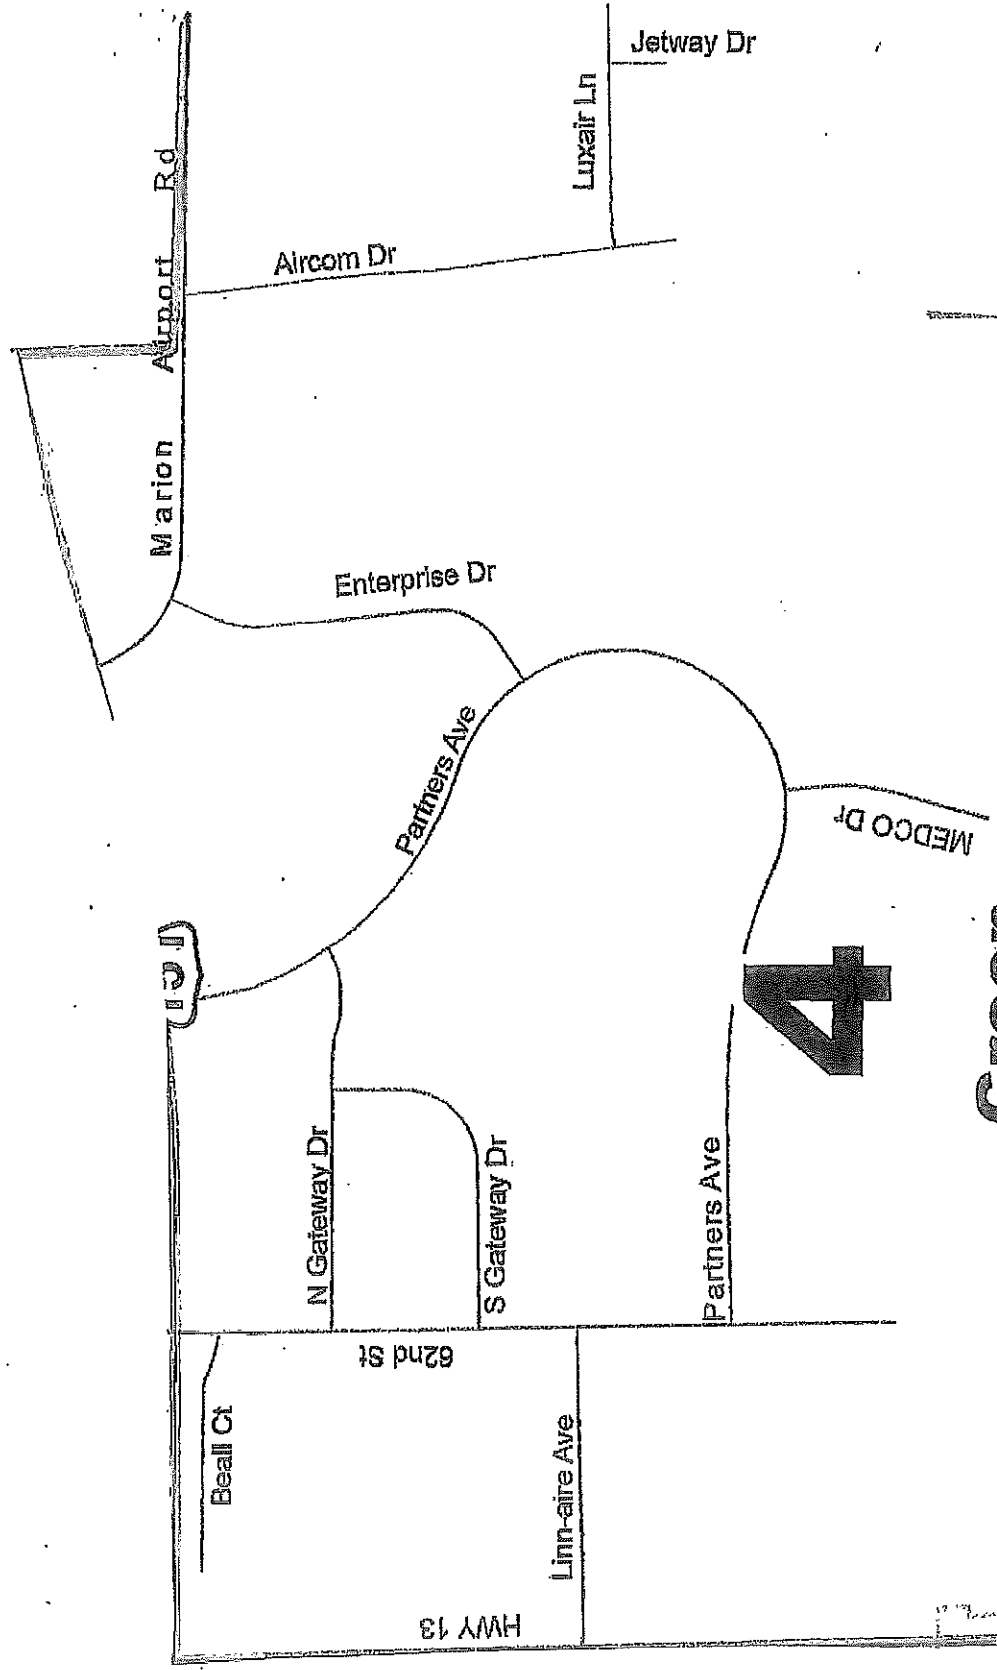 Jetway Dr
Luxair Ln
Marion Airport Rd
Aircom Dr
Enterprise Dr
Partners Ave
MEDCO Dr
151
4
N Gateway Dr
S Gateway Dr
Partners Ave
62nd St
Beall Ct
Linn-aire Ave
HWY 13